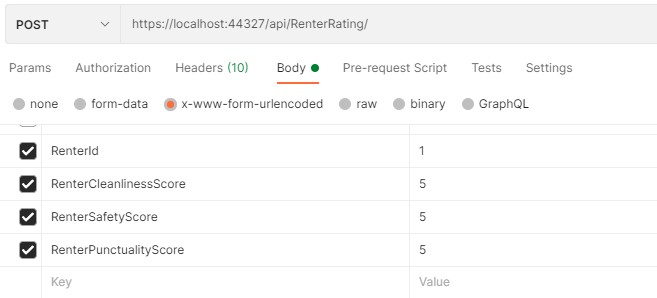 POST https://localhost:44327/api/RenterRating/
Params Authorization Headers (10) Body Pre-request Script Tests Settings
none form-data x-www-form-urlencoded raw binary GraphQL
RenterId 1
RenterCleanlinessScore 5
RenterSafetyScore 5
RenterPunctualityScore 5
Key Value